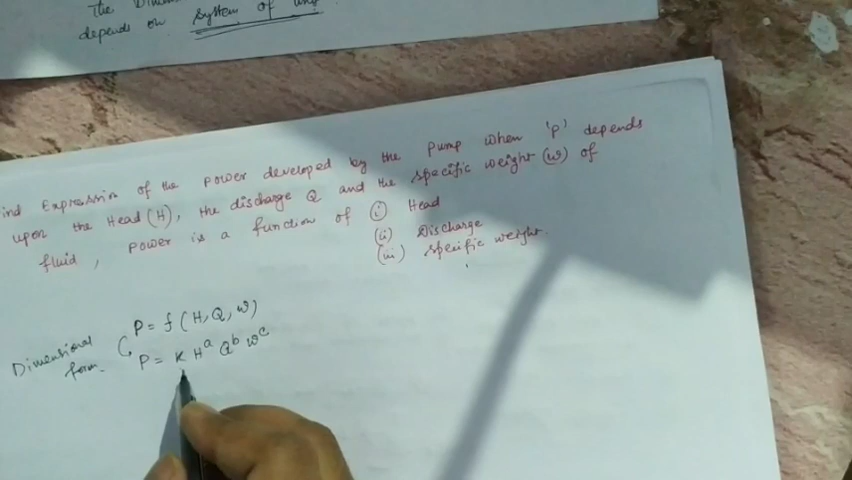 The
depends on system of
ind Expression of the power developed by the pump when 'p' depends
upon the Head (H), the discharge Q and the specific weight (w) of
fluid, power is a function of (i) Head
(ii) Discharge
(iii) specific weight.
Dimensional form.
P = f (H, Q, w)
P = K H^a Q^b w^c